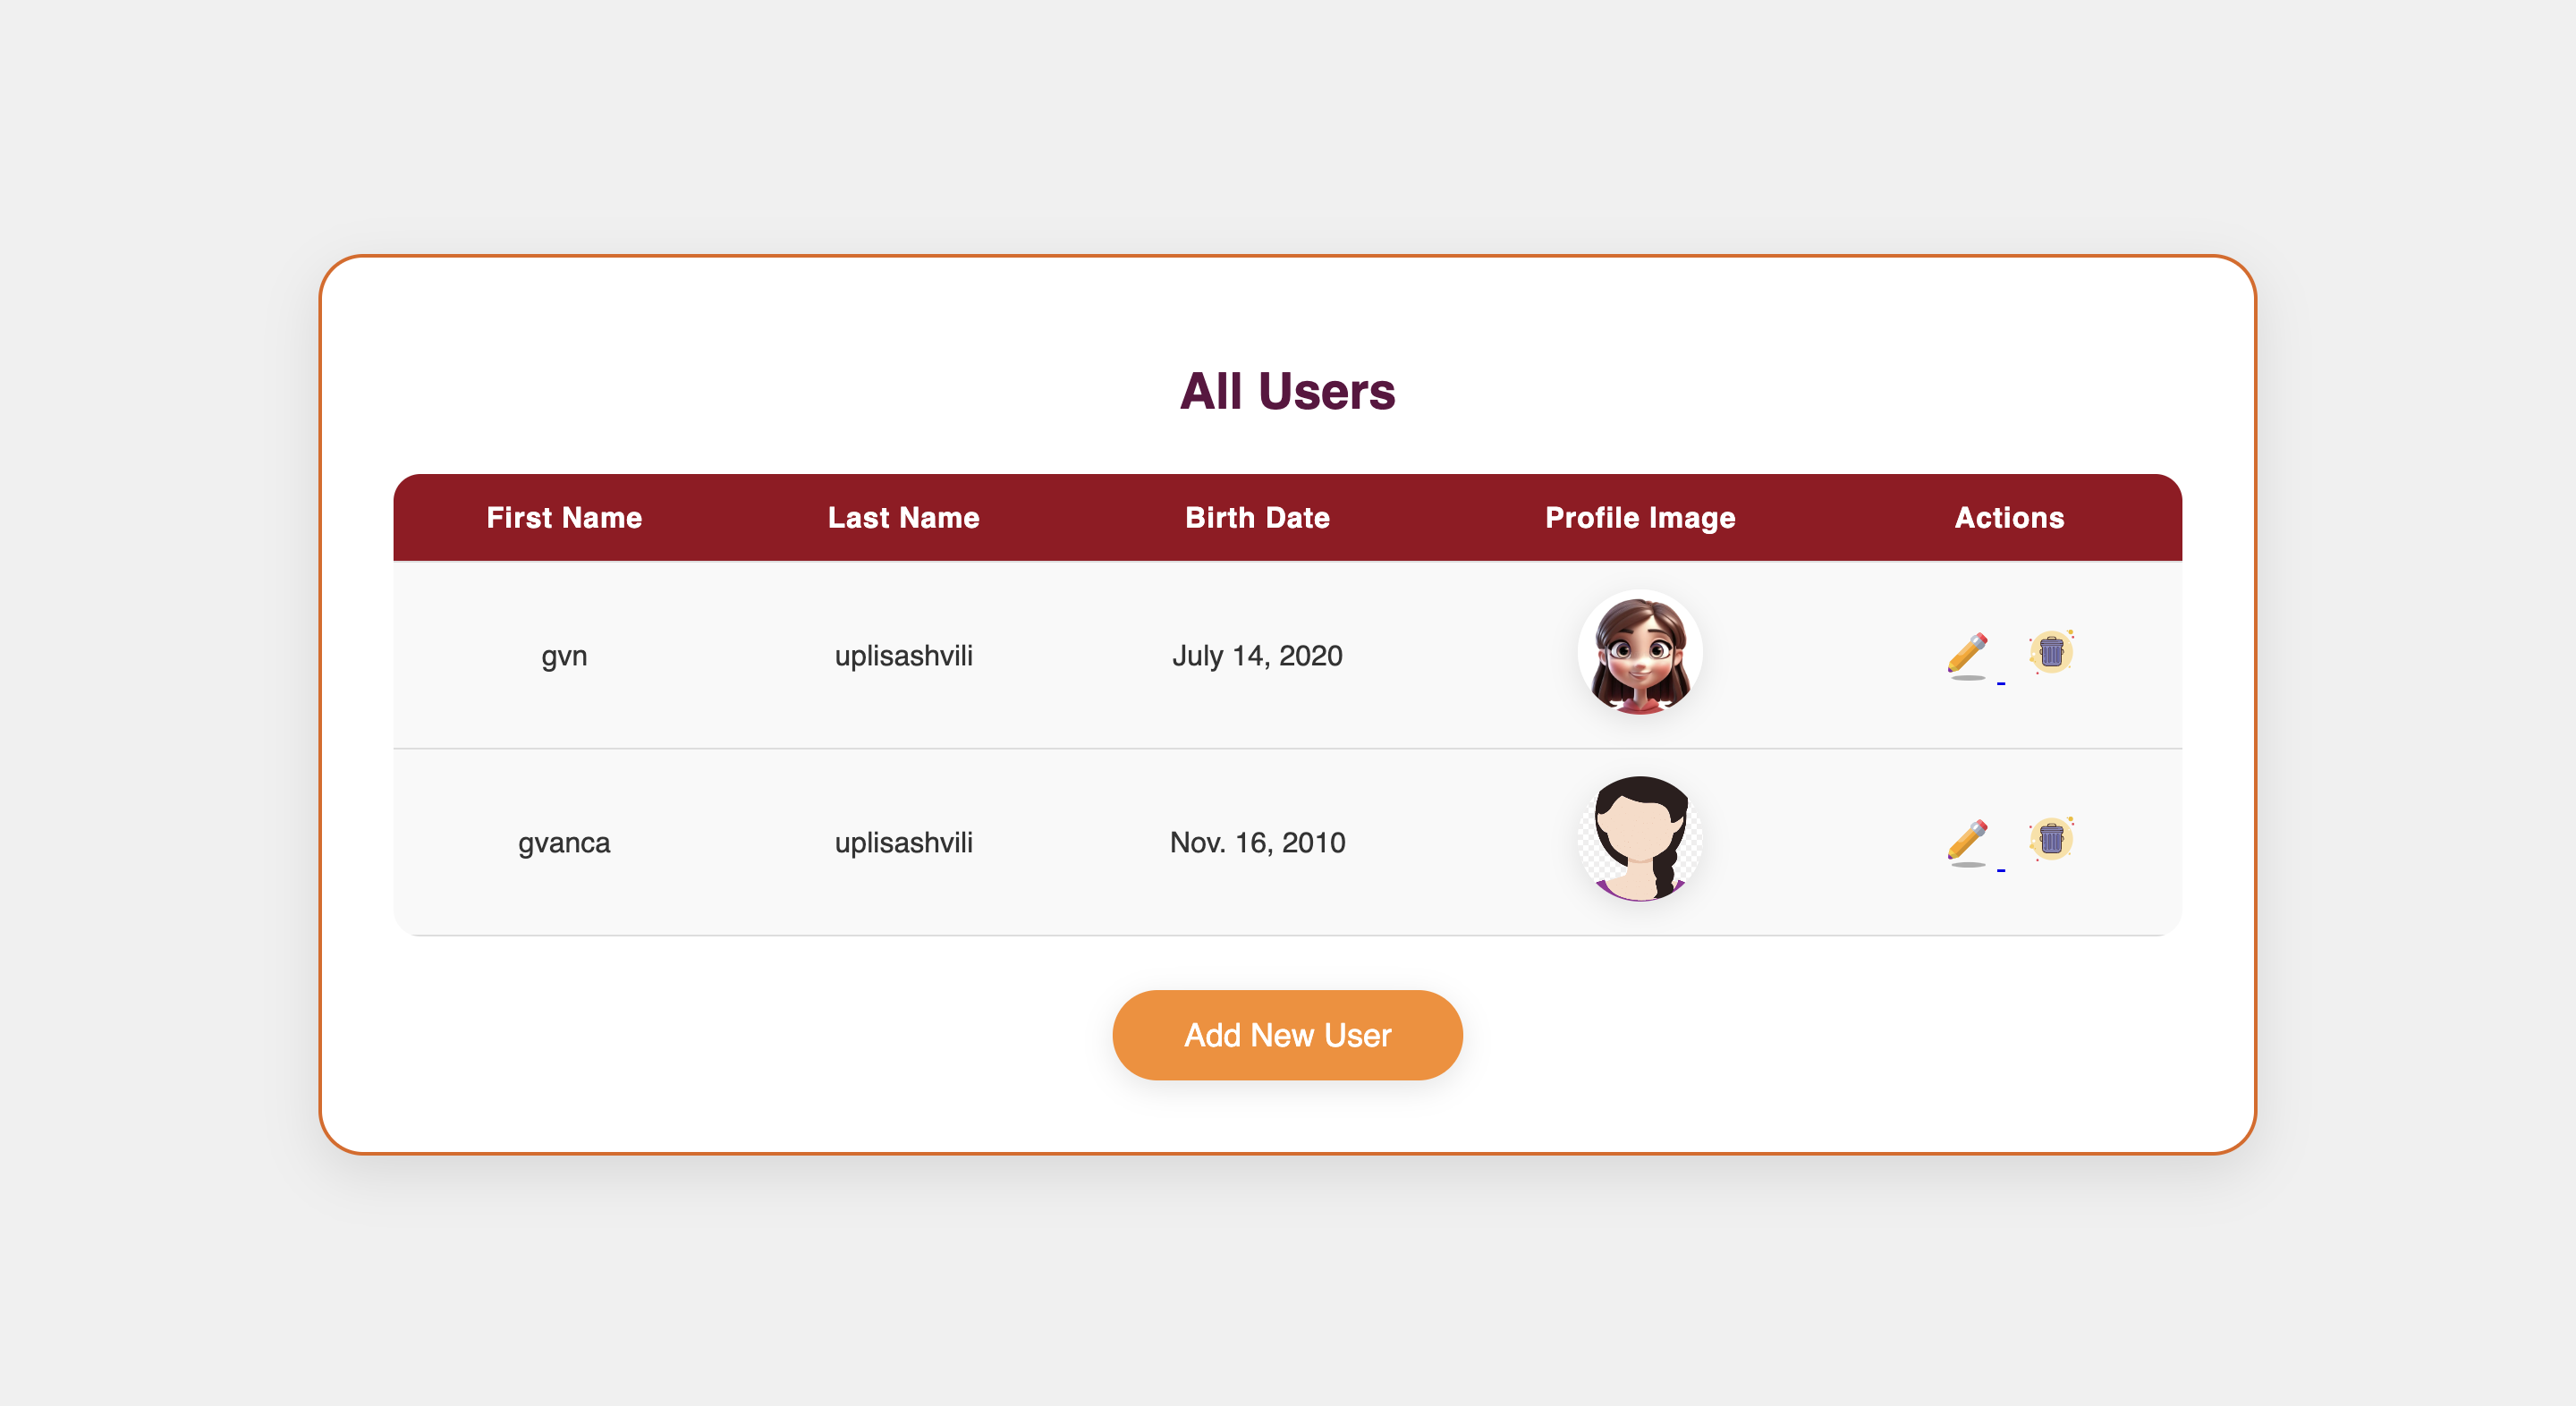 All Users
First Name Last Name Birth Date Profile Image Actions
gvn uplisashvili July 14, 2020
gvanca uplisashvili Nov. 16, 2010
Add New User